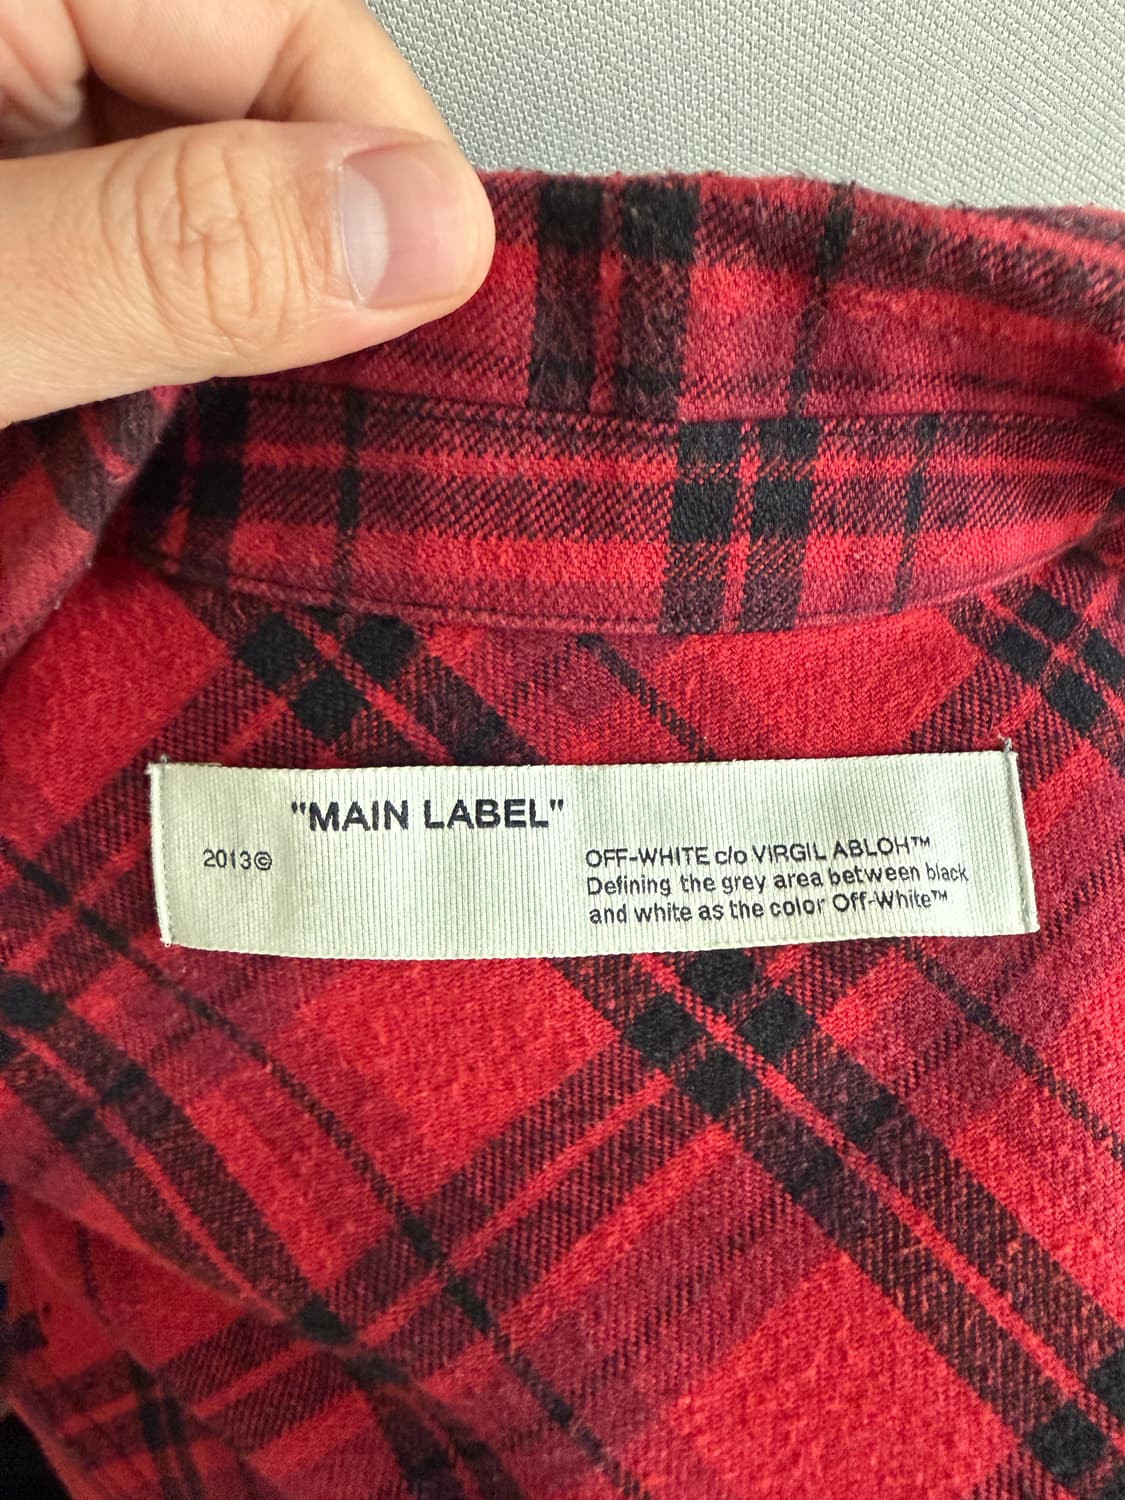 "MAIN LABEL"
2013©
OFF-WHITE c/o VIRGIL ABLOH™
Defining the grey area between black
and white as the color Off-White™